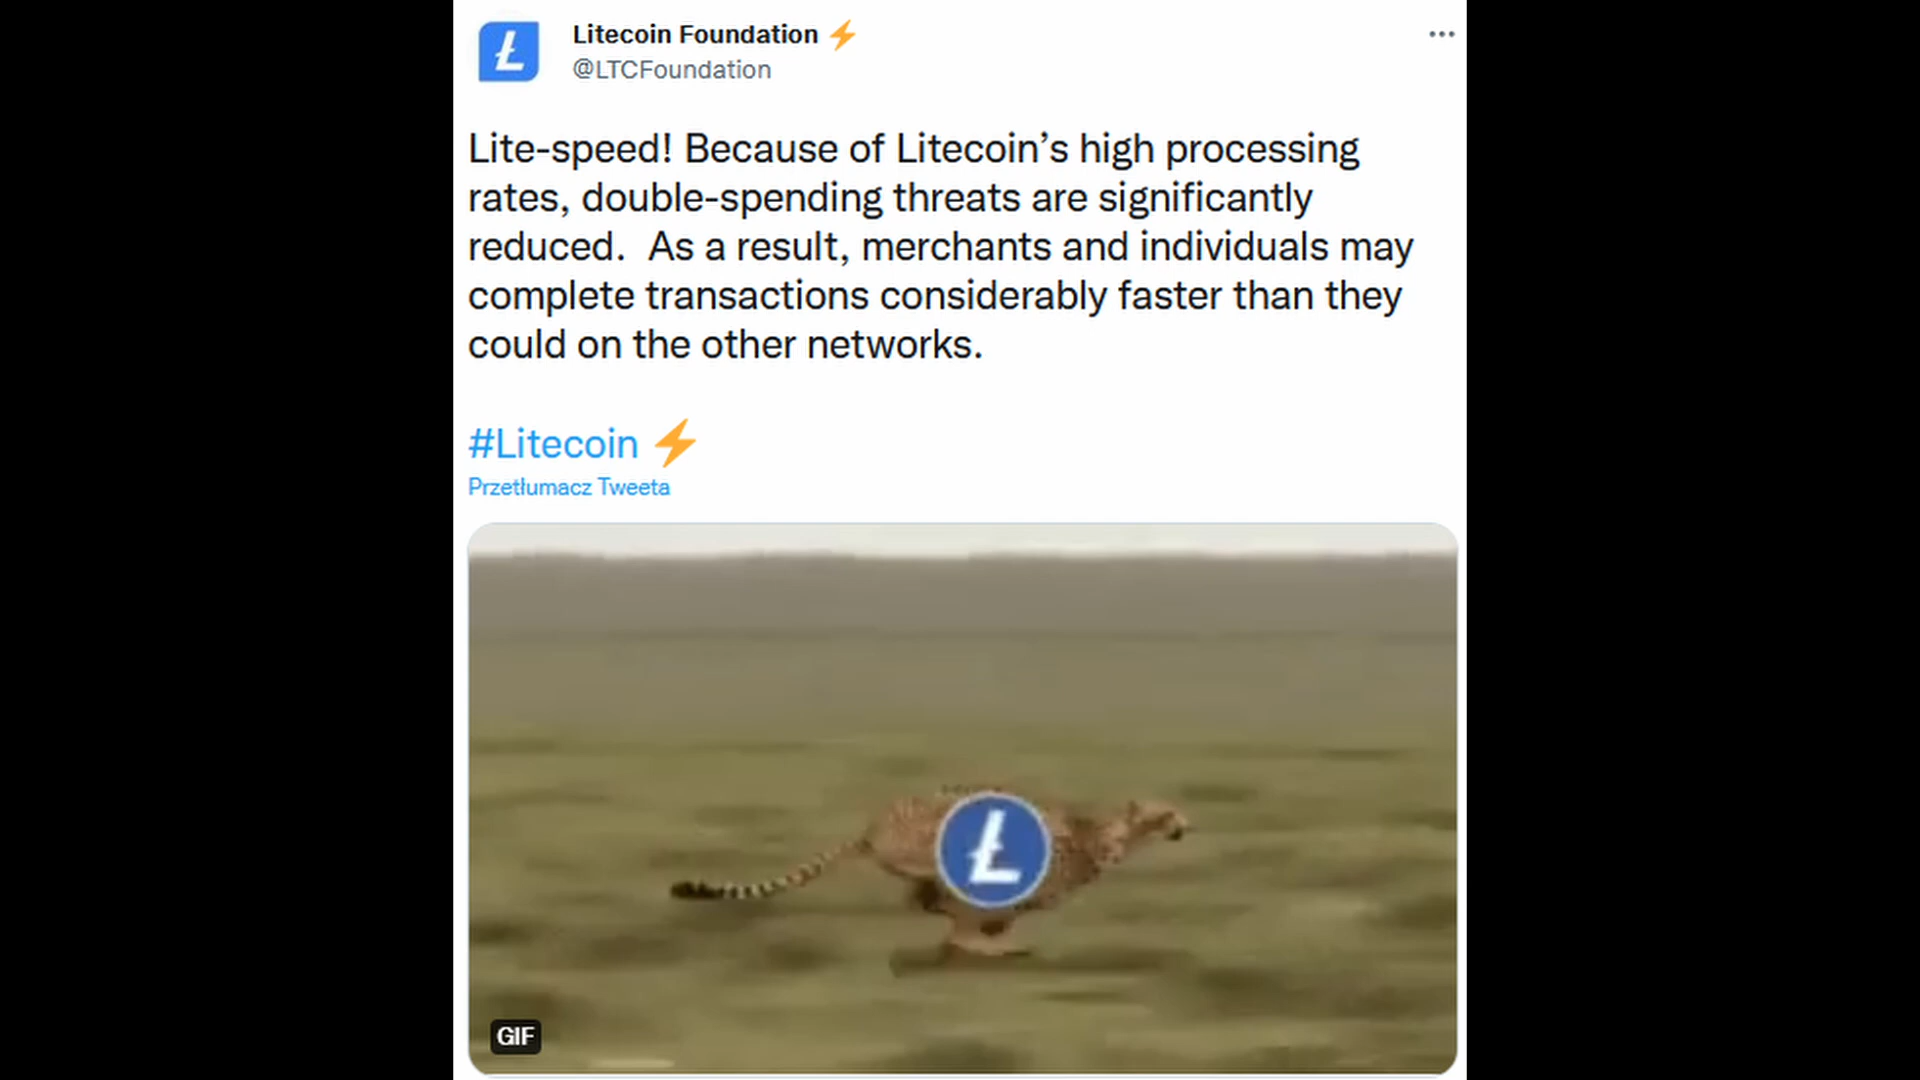 Litecoin Foundation ⚡
@LTCFoundation
Lite-speed! Because of Litecoin’s high processing
rates, double-spending threats are significantly
reduced.  As a result, merchants and individuals may
complete transactions considerably faster than they
could on the other networks.
#Litecoin ⚡
Przetłumacz Tweeta
GIF